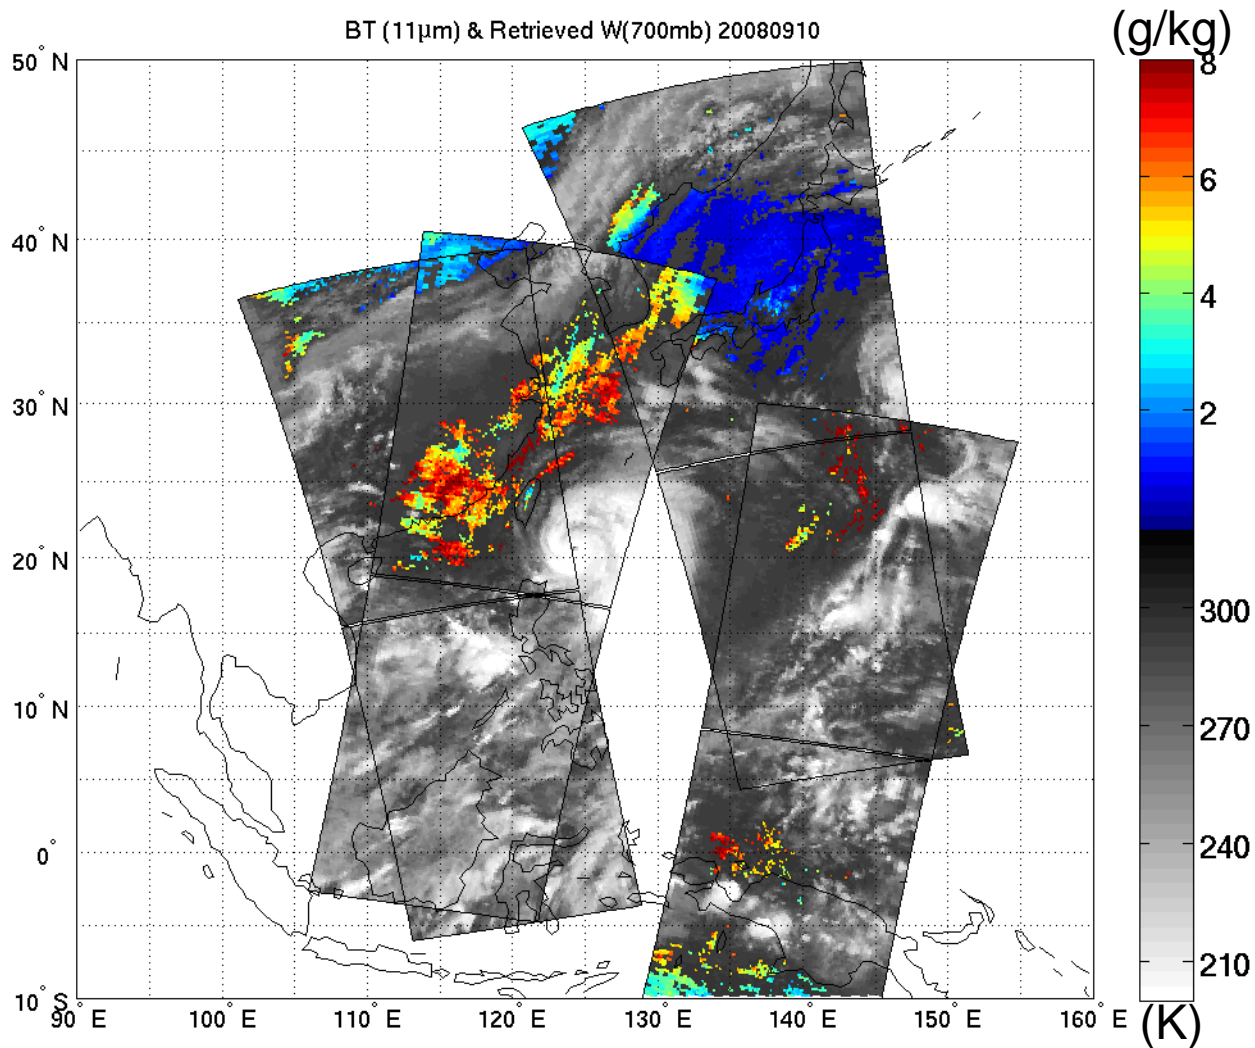 BT (11μm) & Retrieved W(700mb) 20080910
(g/kg)
50° N
40° N
30° N
20° N
10° N
0°
10° S
90° E
100° E
110° E
120° E
130° E
140° E
150° E
160° E
8
6
4
2
300
270
240
210
(K)